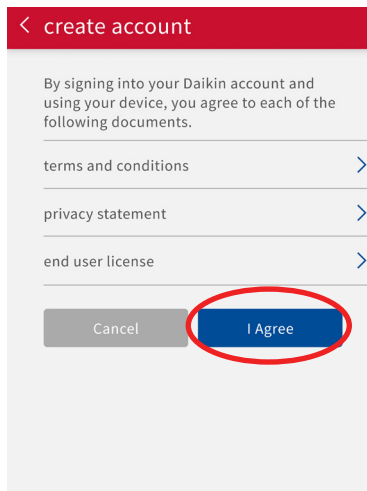 create account
By signing into your Daikin account and
using your device, you agree to each of the
following documents.
terms and conditions
privacy statement
end user license
Cancel
I Agree